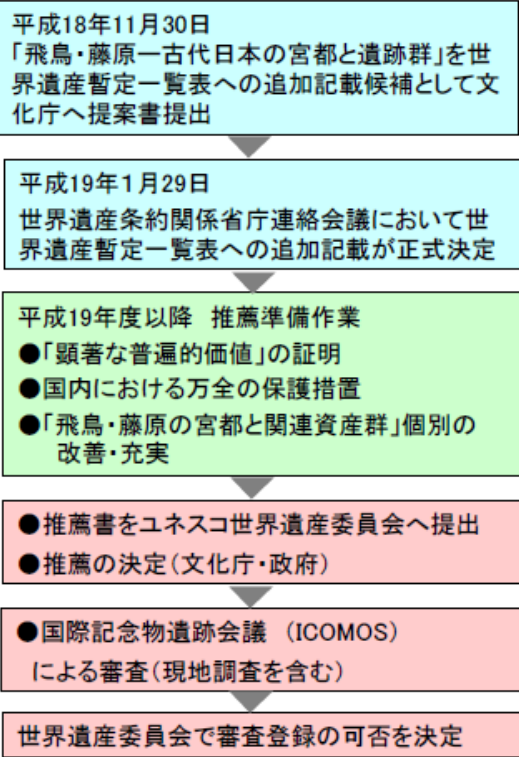 平成18年11月30日
「飛鳥・藤原ー古代日本の宮都と遺跡群」を世
界遺産暫定一覧表への追加記載候補として文
化庁へ提案書提出
平成19年1月29日
世界遺産条約関係省庁連絡会議において世
界遺産暫定一覧表への追加記載が正式決定
平成19年度以降 推薦準備作業
●「顕著な普遍的価値」の証明
●国内における万全の保護措置
●「飛鳥・藤原の宮都と関連資産群」個別の
改善・充実
●推薦書をユネスコ世界遺産委員会へ提出
●推薦の決定(文化庁・政府)
●国際記念物遺跡会議 (ICOMOS)
による審査(現地調査を含む)
世界遺産委員会で審査登録の可否を決定